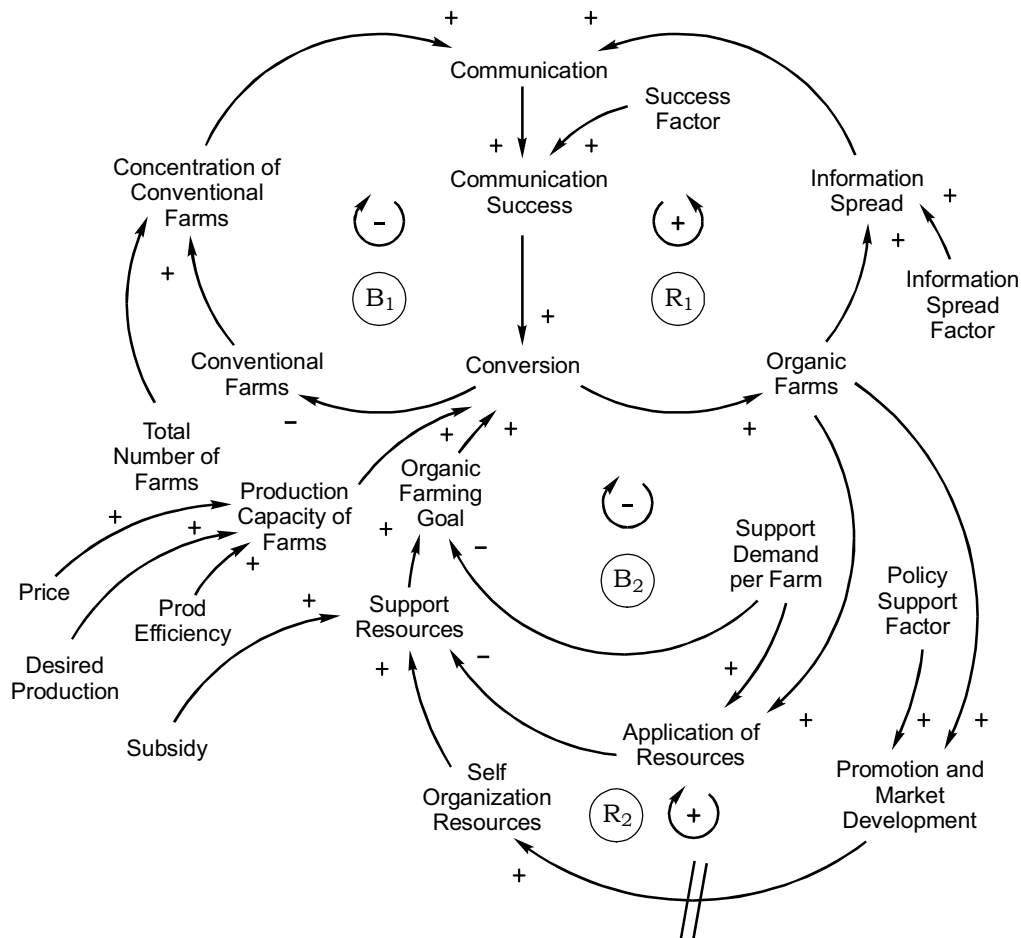 + +
Communication
Success
Factor
+ +
Concentration of
Conventional
Farms
Communication
Success
Information
Spread
+
- +
+ +
B1 R1
Information
Spread
Factor
+
Conventional
Farms
Conversion
Organic
Farms
- + + +
Total
Number of
Farms
Organic
Farming
Goal
Production
Capacity of
Farms
+ + + -
-
Support
Demand
per Farm
+
B2
Policy
Support
Factor
Price
Prod
Efficiency
+
Support
Resources
Desired
Production
+ - +
Subsidy
+ + +
Application of
Resources
Self
Organization
Resources
Promotion and
Market
Development
R2 +
+